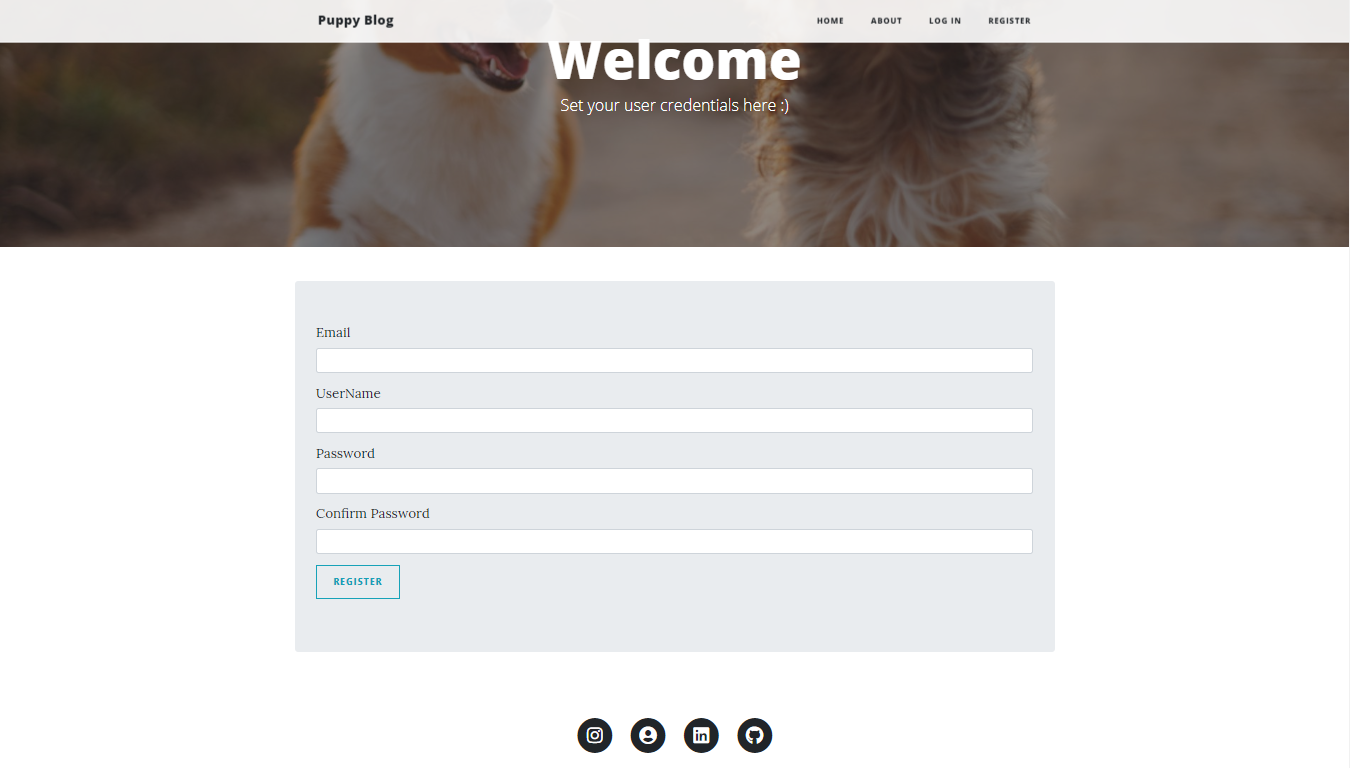 Puppy Blog
HOME ABOUT LOG IN REGISTER
Welcome
Set your user credentials here :)
Email
UserName
Password
Confirm Password
REGISTER
in